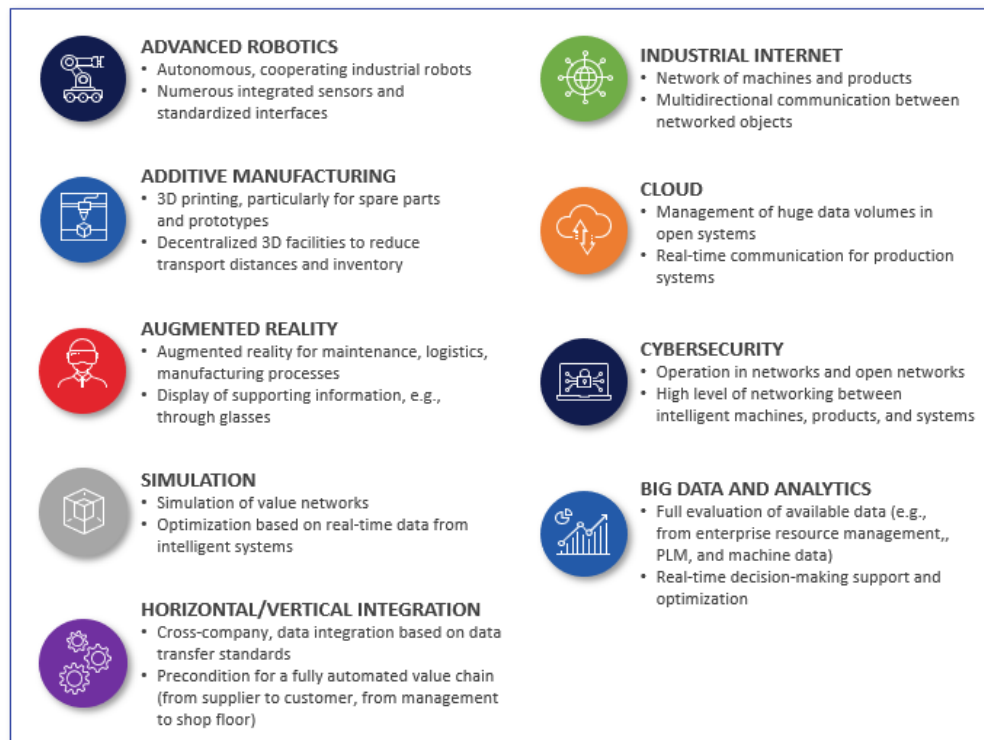 ADVANCED ROBOTICS
• Autonomous, cooperating industrial robots
• Numerous integrated sensors and
standardized interfaces
ADDITIVE MANUFACTURING
• 3D printing, particularly for spare parts
and prototypes
• Decentralized 3D facilities to reduce
transport distances and inventory
AUGMENTED REALITY
• Augmented reality for maintenance, logistics,
manufacturing processes
• Display of supporting information, e.g.,
through glasses
SIMULATION
• Simulation of value networks
• Optimization based on real-time data from
intelligent systems
HORIZONTAL/VERTICAL INTEGRATION
• Cross-company, data integration based on data
transfer standards
• Precondition for a fully automated value chain
(from supplier to customer, from management
to shop floor)
INDUSTRIAL INTERNET
• Network of machines and products
• Multidirectional communication between
networked objects
CLOUD
• Management of huge data volumes in
open systems
• Real-time communication for production
systems
CYBERSECURITY
• Operation in networks and open networks
• High level of networking between
intelligent machines, products, and systems
BIG DATA AND ANALYTICS
• Full evaluation of available data (e.g.,
from enterprise resource management,,
PLM, and machine data)
• Real-time decision-making support and
optimization